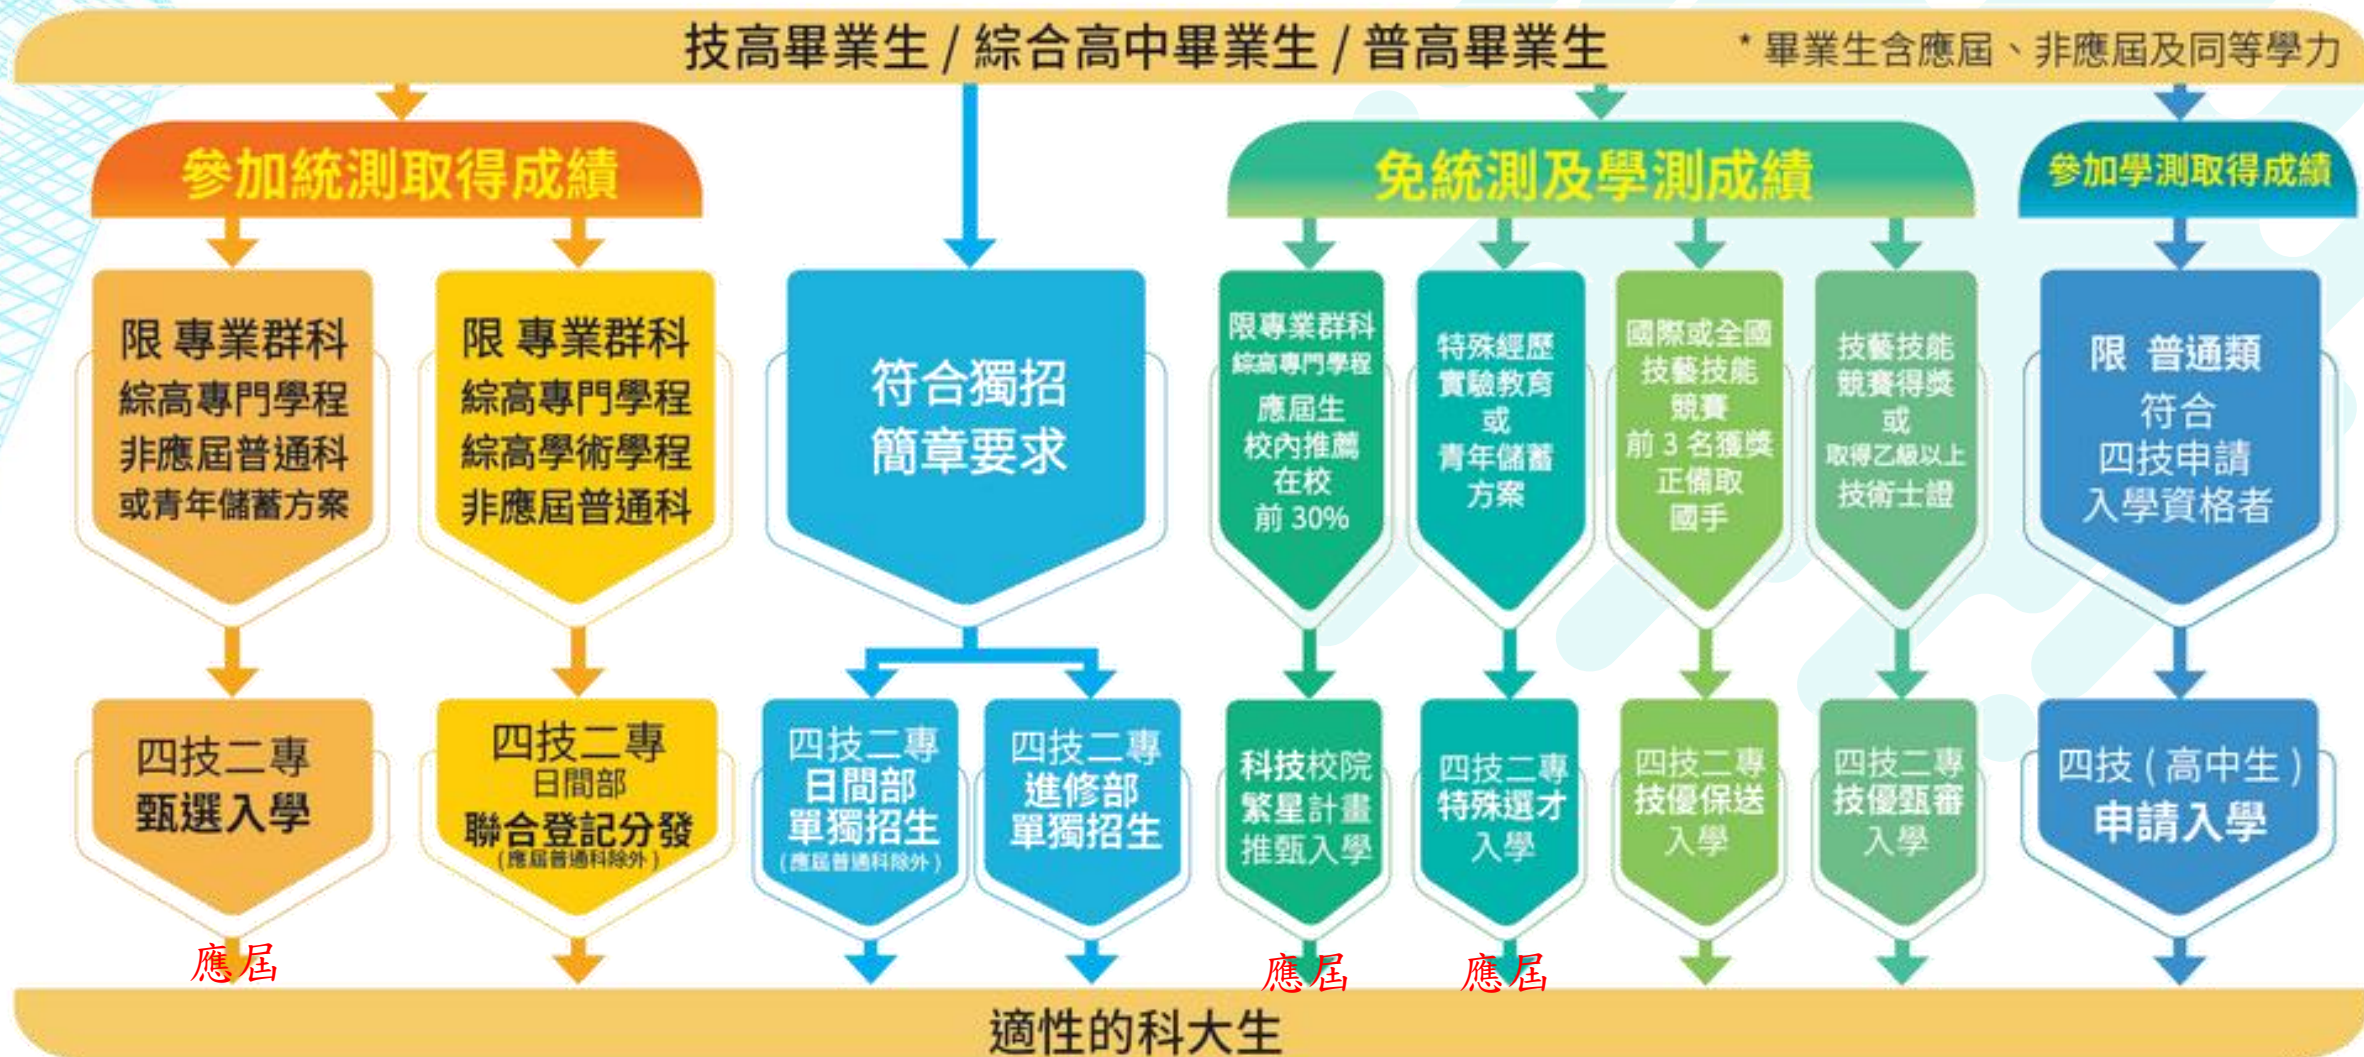 技高畢業生 / 綜合高中畢業生 / 普高畢業生
* 畢業生含應屆、非應屆及同等學力
參加統測取得成績
免統測及學測成績
參加學測取得成績
限 專業群科
綜高專門學程
非應屆普通科
或青年儲蓄方案
限 專業群科
綜高專門學程
綜高學術學程
非應屆普通科
符合獨招
簡章要求
限專業群科
綜高專門學程
應屆生
校內推薦
在校
前 30%
特殊經歷
實驗教育
或
青年儲蓄
方案
國際或全國
技藝技能
競賽
前 3 名獲獎
正備取
國手
技藝技能
競賽得獎
或
取得乙級以上
技術士證
限 普通類
符合
四技申請
入學資格者
四技二專
甄選入學
四技二專
日間部
聯合登記分發
(應屆普通科除外)
四技二專
日間部
單獨招生
(應屆普通科除外)
四技二專
進修部
單獨招生
科技校院
繁星計畫
推甄入學
四技二專
特殊選才
入學
四技二專
技優保送
入學
四技二專
技優甄審
入學
四技 ( 高中生 )
申請入學
應屆
應屆
應屆
適性的科大生